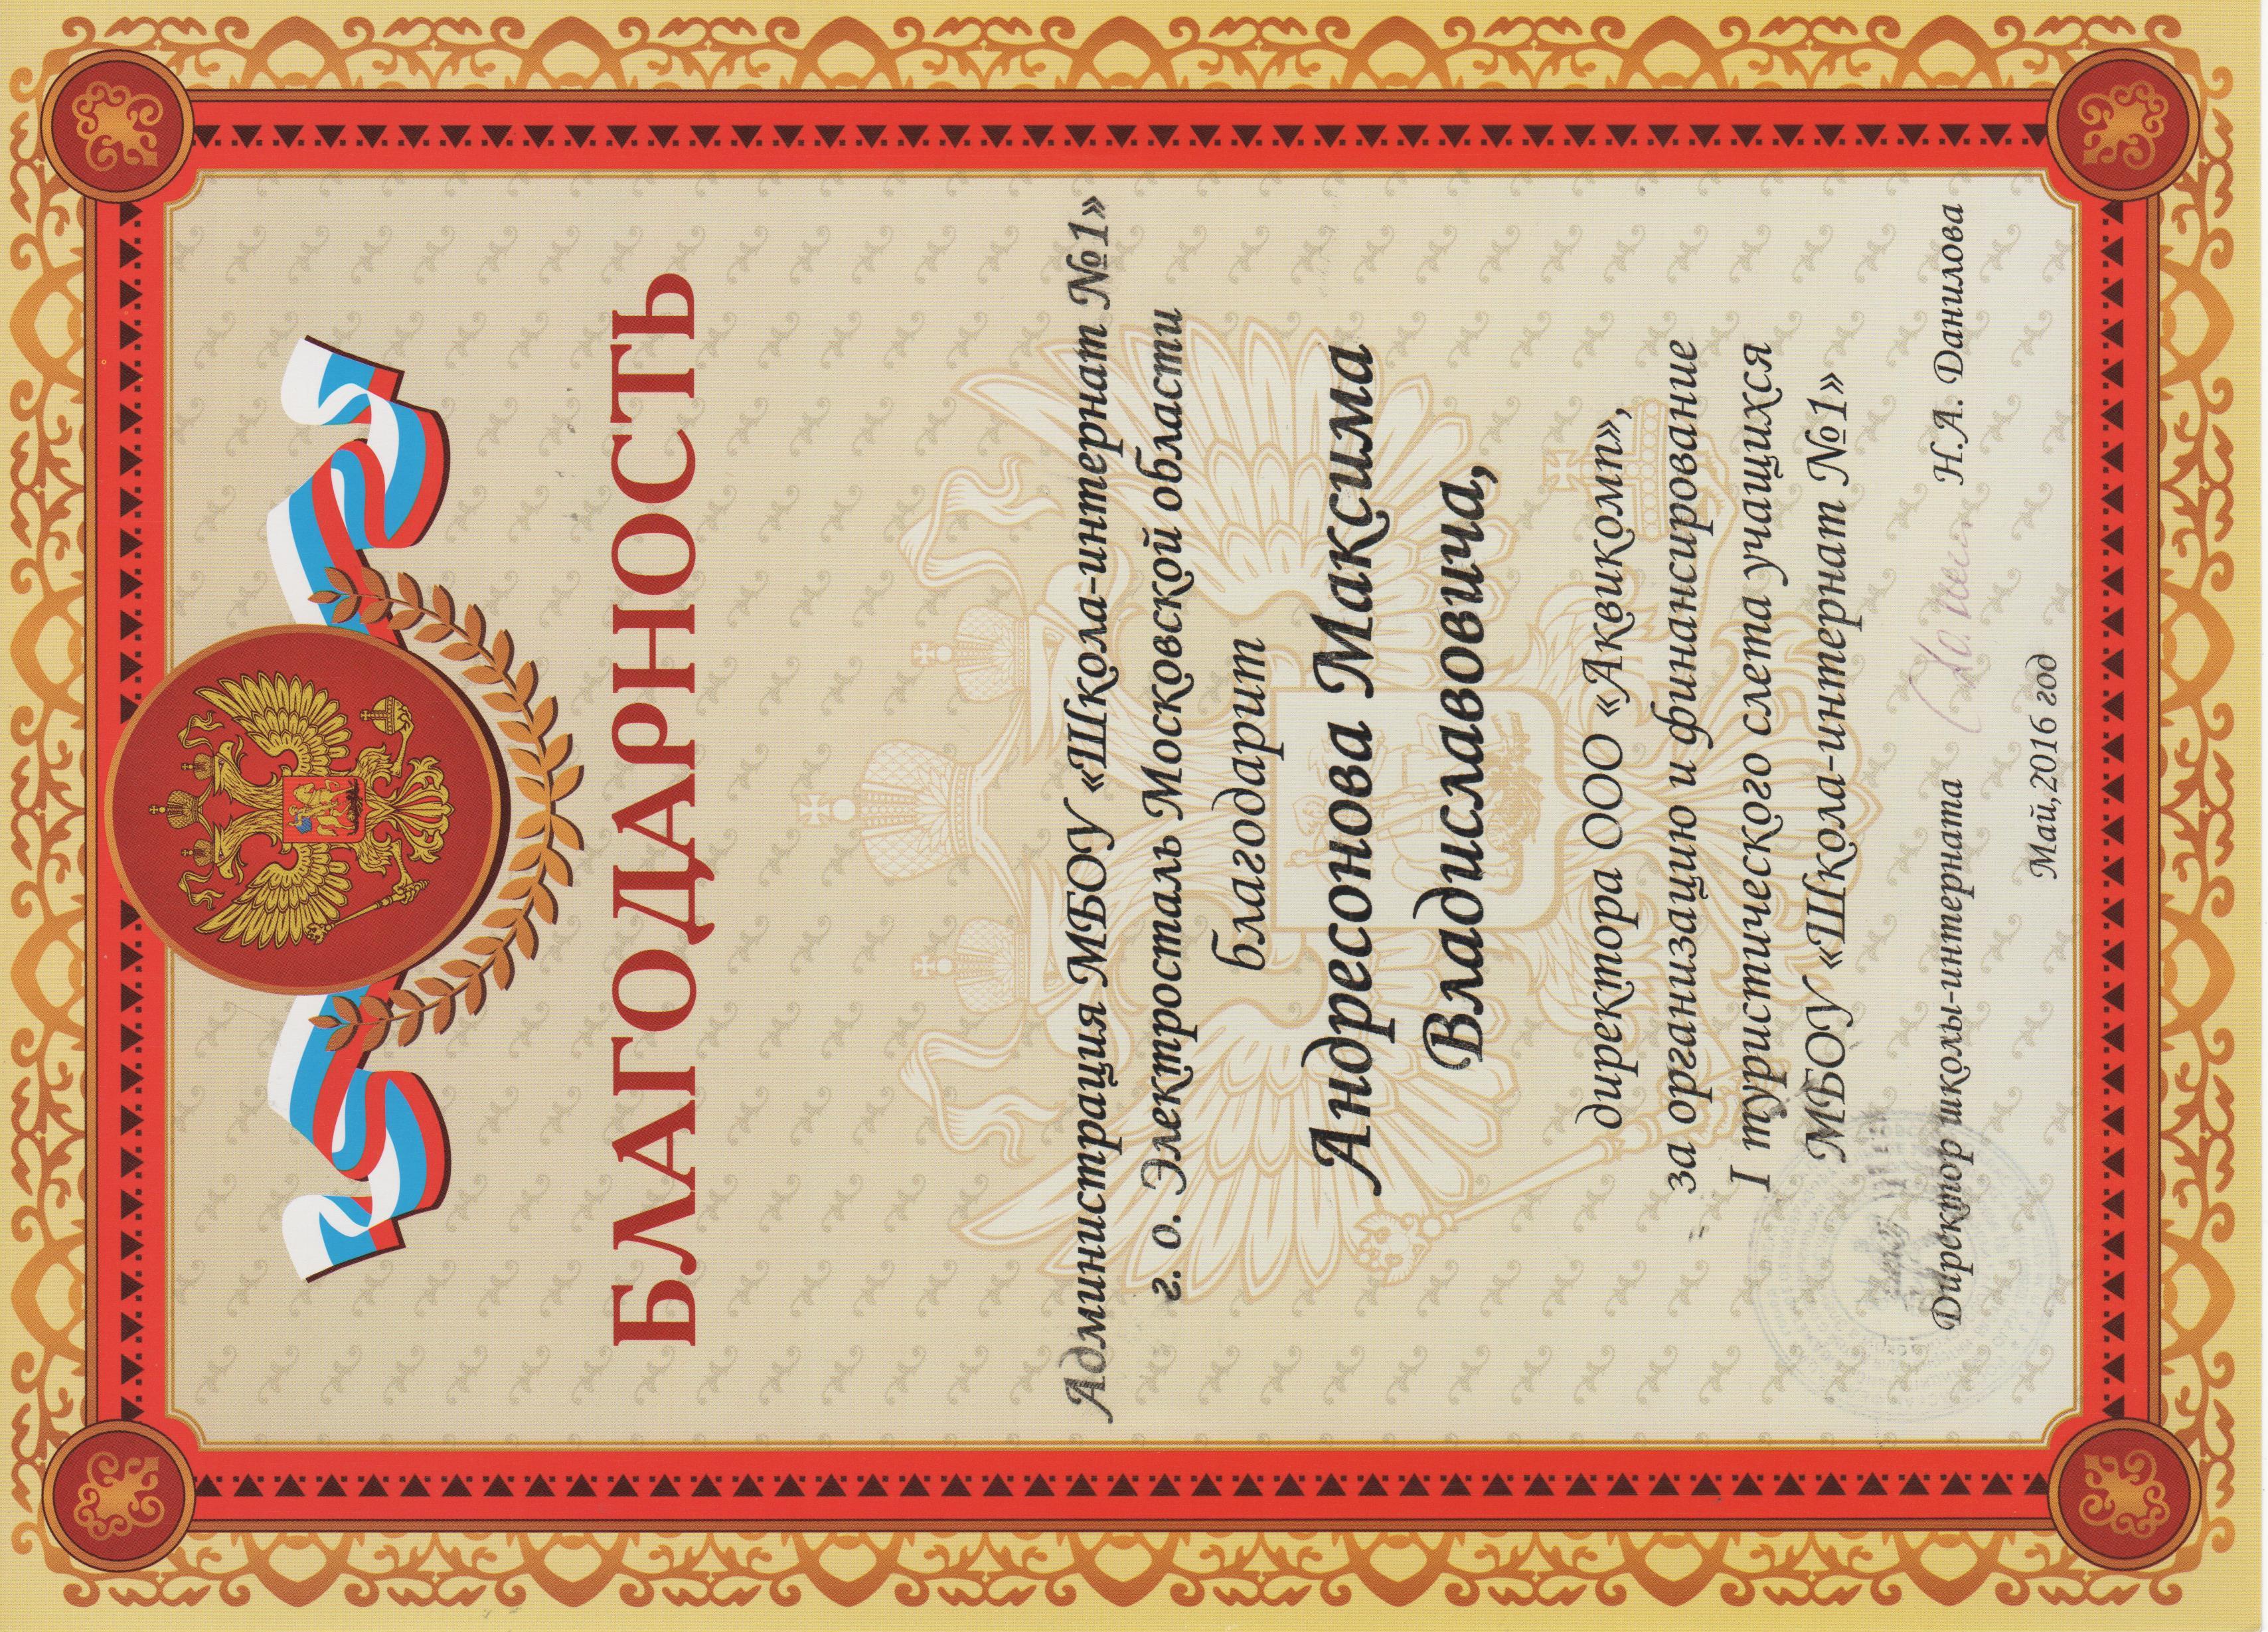 БЛАГОДАРНОСТЬ
Администрация МБОУ «Школа-интернат №1»
г. о. Электросталь Московской области
благодарит
Андресонова Максима
Владиславовича,
директора ООО «Аквикомп»,
за организацию и финансирование
I туристического слета учащихся
МБОУ «Школа-интернат №1»
Директор школы-интерната Н.А. Данилова
Май,2016 год